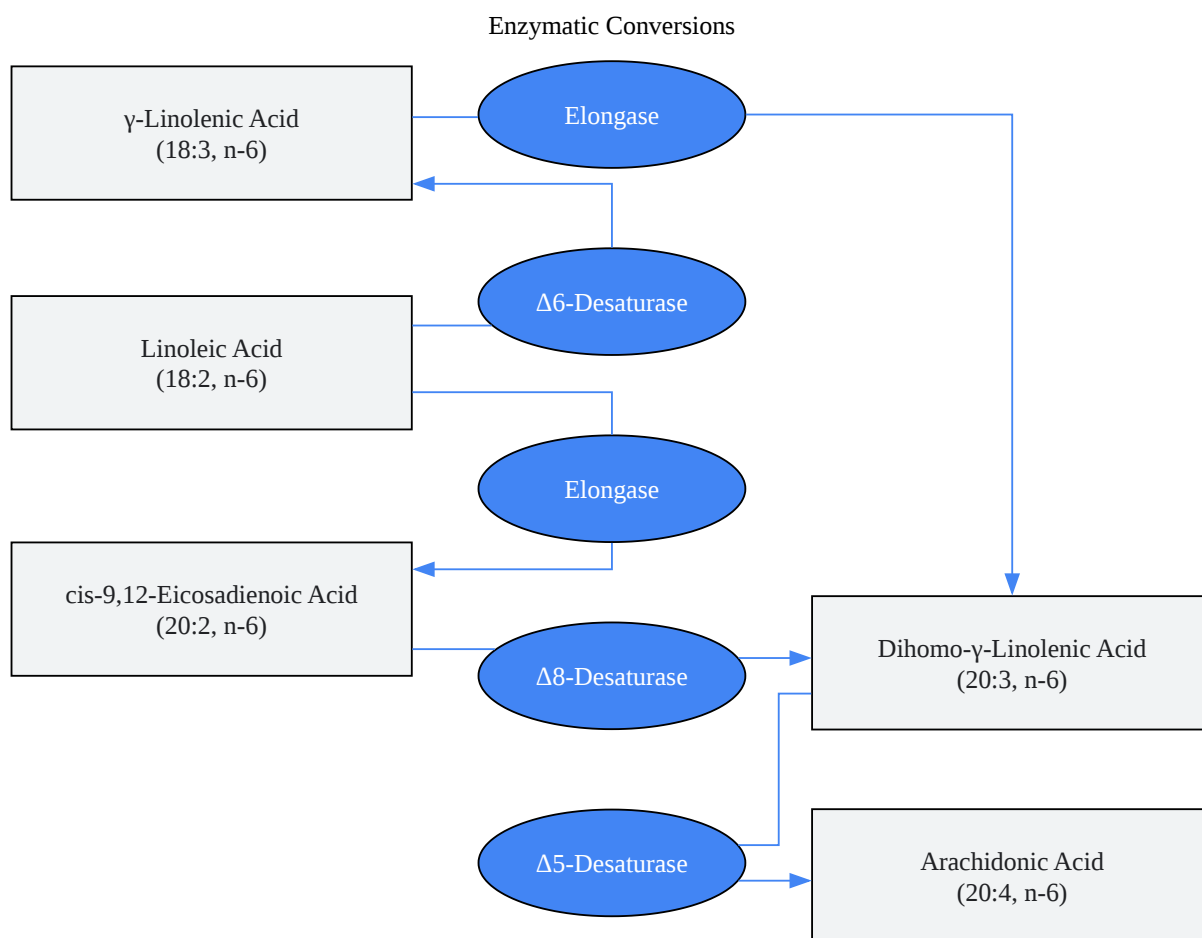 Enzymatic Conversions
γ-Linolenic Acid
(18:3, n-6)
Elongase
Δ6-Desaturase
Linoleic Acid
(18:2, n-6)
Elongase
cis-9,12-Eicosadienoic Acid
(20:2, n-6)
Δ8-Desaturase
Dihomo-γ-Linolenic Acid
(20:3, n-6)
Δ5-Desaturase
Arachidonic Acid
(20:4, n-6)